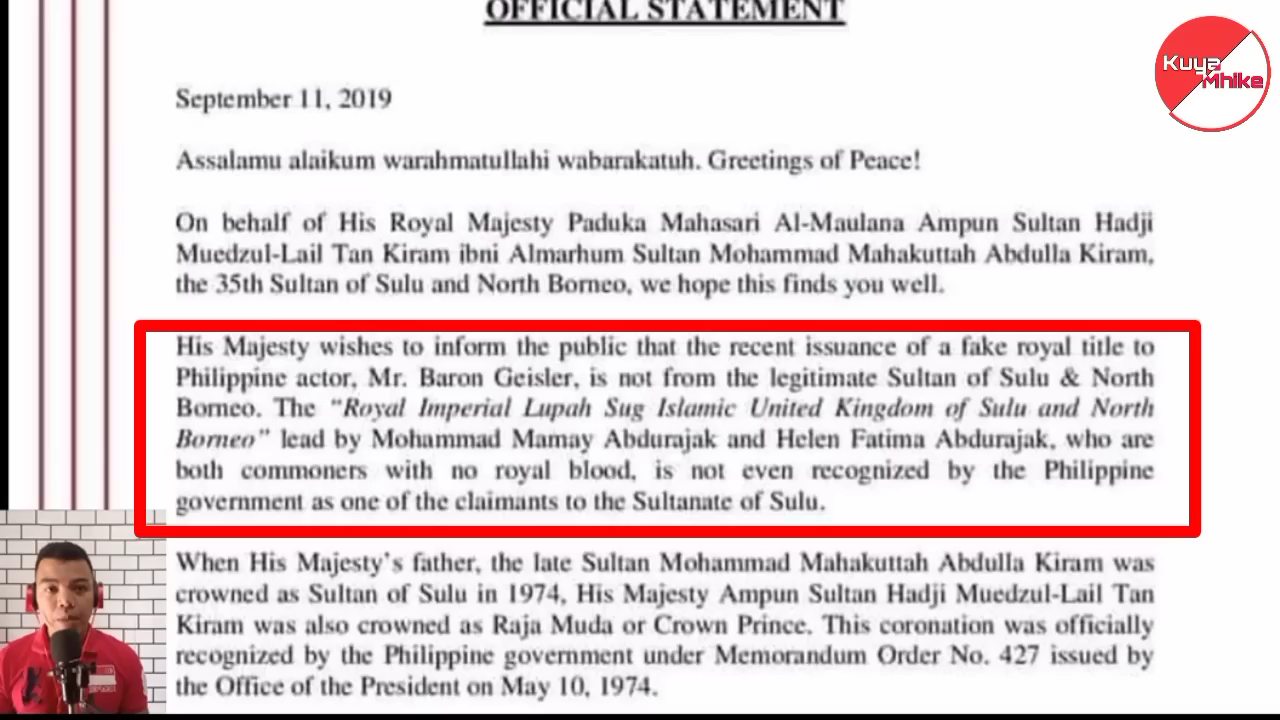 OFFICIAL STATEMENT
Kuya
Mhike
September 11, 2019
Assalamu alaikum warahmatullahi wabarakatuh. Greetings of Peace!
On behalf of His Royal Majesty Paduka Mahasari Al-Maulana Ampun Sultan Hadji
Muedzul-Lail Tan Kiram ibni Almarhum Sultan Mohammad Mahakuttah Abdulla Kiram,
the 35th Sultan of Sulu and North Borneo, we hope this finds you well.
His Majesty wishes to inform the public that the recent issuance of a fake royal title to
Philippine actor, Mr. Baron Geisler, is not from the legitimate Sultan of Sulu & North
Borneo. The "Royal Imperial Lupah Sug Islamic United Kingdom of Sulu and North
Borneo" lead by Mohammad Mamay Abdurajak and Helen Fatima Abdurajak, who are
both commoners with no royal blood, is not even recognized by the Philippine
government as one of the claimants to the Sultanate of Sulu.
When His Majesty's father, the late Sultan Mohammad Mahakuttah Abdulla Kiram was
crowned as Sultan of Sulu in 1974, His Majesty Ampun Sultan Hadji Muedzul-Lail Tan
Kiram was also crowned as Raja Muda or Crown Prince. This coronation was officially
recognized by the Philippine government under Memorandum Order No. 427 issued by
the Office of the President on May 10, 1974.